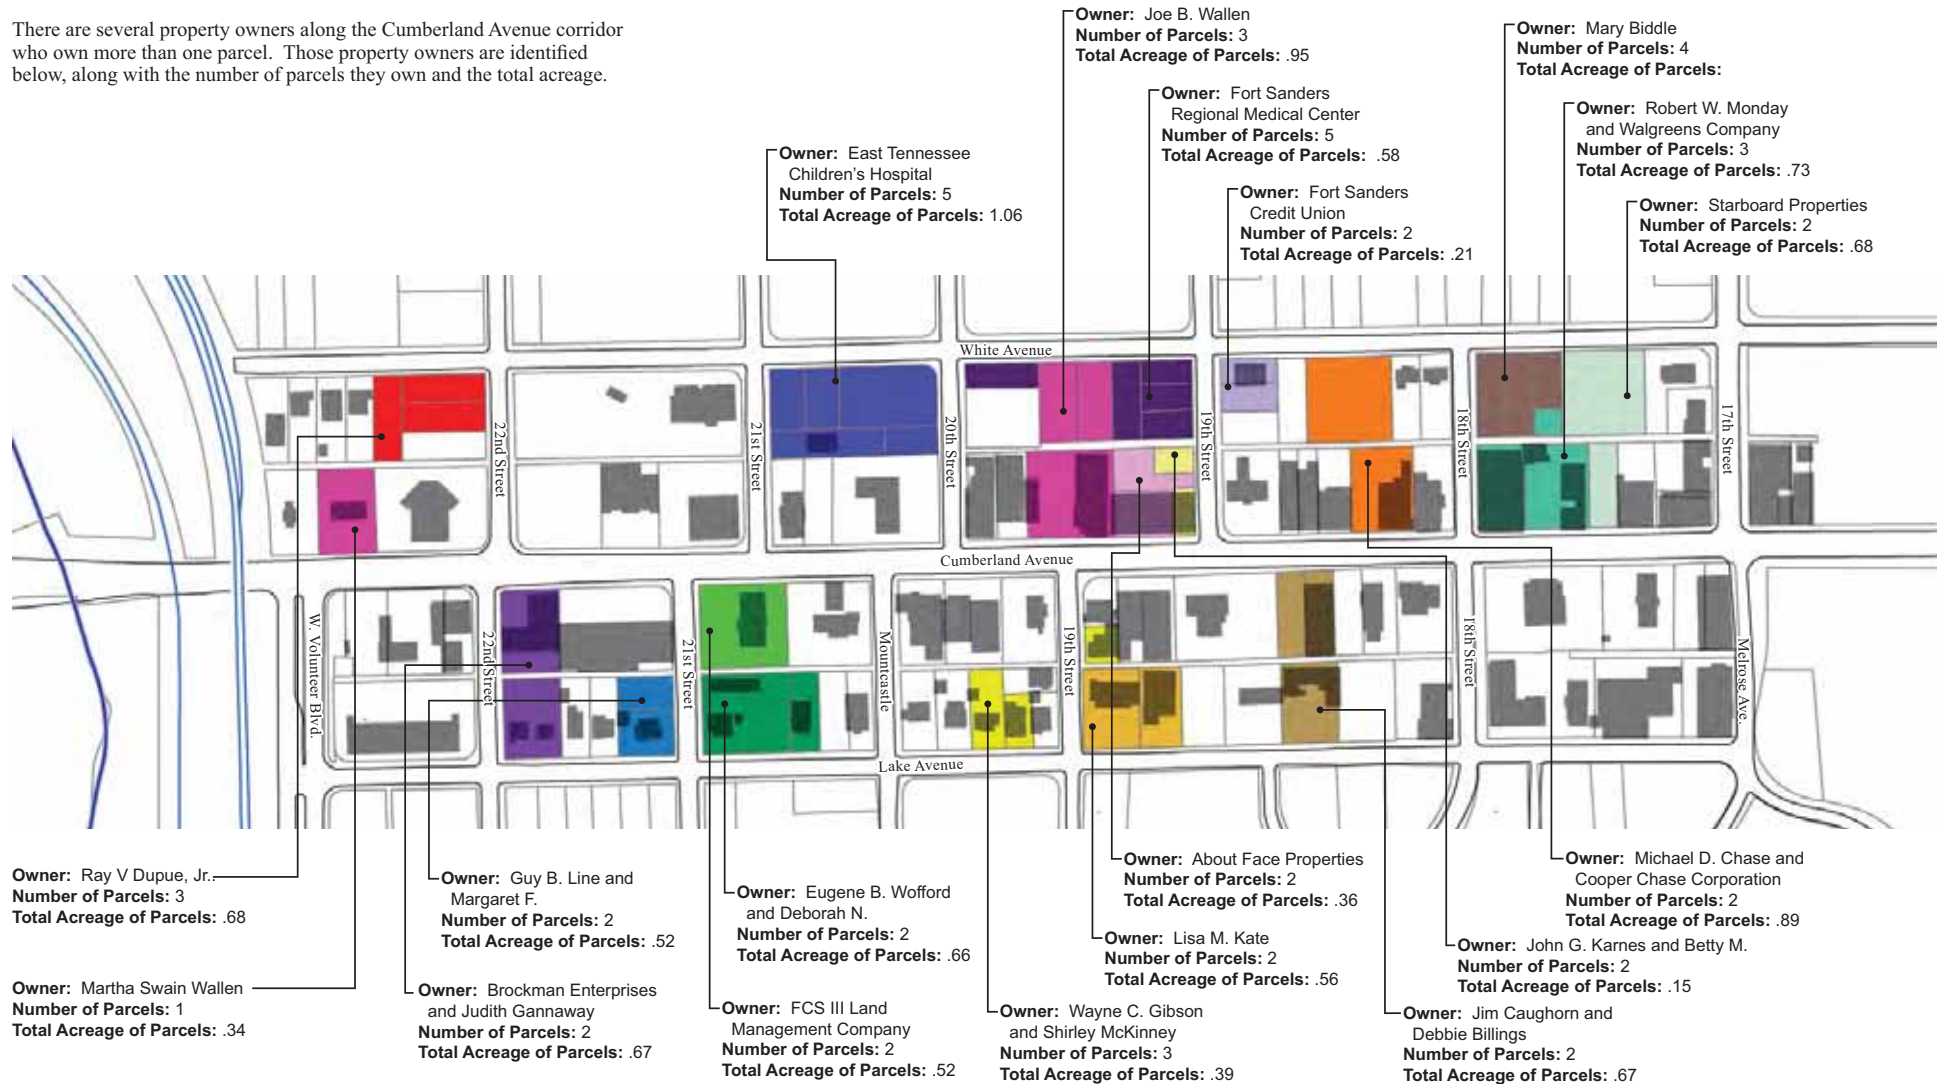 There are several property owners along the Cumberland Avenue corridor
who own more than one parcel.  Those property owners are identified
below, along with the number of parcels they own and the total acreage.
Owner: Joe B. Wallen
Number of Parcels: 3
Total Acreage of Parcels: .95
Owner: Mary Biddle
Number of Parcels: 4
Total Acreage of Parcels:
Owner: Fort Sanders
Regional Medical Center
Number of Parcels: 5
Total Acreage of Parcels: .58
Owner: Robert W. Monday
and Walgreens Company
Number of Parcels: 3
Total Acreage of Parcels: .73
Owner: East Tennessee
Children's Hospital
Number of Parcels: 5
Total Acreage of Parcels: 1.06
Owner: Fort Sanders
Credit Union
Number of Parcels: 2
Total Acreage of Parcels: .21
Owner: Starboard Properties
Number of Parcels: 2
Total Acreage of Parcels: .68
White Avenue
22nd Street
21st Street
20th Street
19th Street
18th Street
17th Street
Cumberland Avenue
W. Volunteer Blvd.
22nd Street
21st Street
Mountcastle
19th Street
18th Street
Melrose Ave.
Lake Avenue
Owner: Ray V Dupue, Jr..
Number of Parcels: 3
Total Acreage of Parcels: .68
Owner: Martha Swain Wallen
Number of Parcels: 1
Total Acreage of Parcels: .34
Owner: Guy B. Line and
Margaret F.
Number of Parcels: 2
Total Acreage of Parcels: .52
Owner: Brockman Enterprises
and Judith Gannaway
Number of Parcels: 2
Total Acreage of Parcels: .67
Owner: Eugene B. Wofford
and Deborah N.
Number of Parcels: 2
Total Acreage of Parcels: .66
Owner: FCS III Land
Management Company
Number of Parcels: 2
Total Acreage of Parcels: .52
Owner: About Face Properties
Number of Parcels: 2
Total Acreage of Parcels: .36
Owner: Lisa M. Kate
Number of Parcels: 2
Total Acreage of Parcels: .56
Owner: Wayne C. Gibson
and Shirley McKinney
Number of Parcels: 3
Total Acreage of Parcels: .39
Owner: Michael D. Chase and
Cooper Chase Corporation
Number of Parcels: 2
Total Acreage of Parcels: .89
Owner: John G. Karnes and Betty M.
Number of Parcels: 2
Total Acreage of Parcels: .15
Owner: Jim Caughorn and
Debbie Billings
Number of Parcels: 2
Total Acreage of Parcels: .67